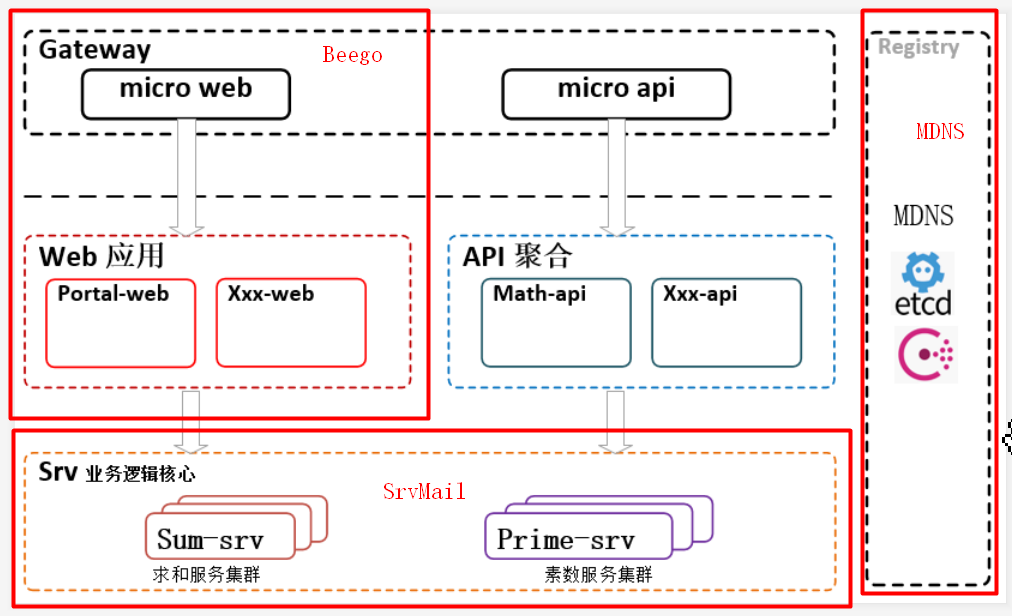 Gateway
Beego
micro web
micro api
Registry
MDNS
MDNS
etcd
Web 应用
Portal-web
Xxx-web
API 聚合
Math-api
Xxx-api
Srv 业务逻辑核心
SrvMail
Sum-srv
Prime-srv
求和服务集群
素数服务集群